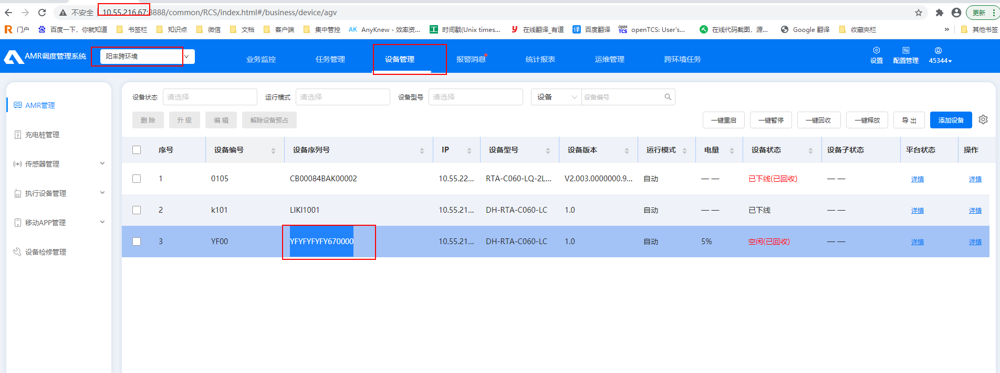 不安全 10.55.216.67:8888/common/RCS/index.html#/business/device/agv 更新
门户 百度一下，你就知道 书签栏 知识点 微信 文档 客户端 集中管控 AK AnyKnew - 效率资... 工 时间戳(Unix times... y 在线翻译_有道 译 百度翻译 open TCS openTCS: User's... 在线代码截图，源... Google 翻译 收藏夹栏 » 其他书签
AMR调度管理系统 阳丰跨环境 业务监控 任务管理 设备管理 报警消息 统计报表 运维管理 跨环境任务 设置 配置管理 45344
AMR管理
充电桩管理
传感器管理
执行设备管理
移动APP管理
设备检修管理
设备状态 请选择 运行模式 请选择 设备型号 请选择 设备 设备编号
删 除 升 级 编 辑 解除设备预占 一键重启 一键暂停 一键回收 一键释放 导 出 添加设备
序号 设备编号 设备序列号 IP 设备型号 设备版本 运行模式 电量 设备状态 设备子状态 平台状态 操作
1 0105 CB00084BAK00002 10.55.22... RTA-C060-LQ-2L... V2.003.0000000.9... 自动 — — 已下线(已回收) — — 详情 详情
2 k101 LIKI1001 10.55.21... DH-RTA-C060-LC 1.0 自动 — — 已下线 — — 详情 详情
3 YF00 YFYFYFYFY670000 10.55.21... DH-RTA-C060-LC 1.0 自动 5% 空闲(已回收) — — 详情 详情